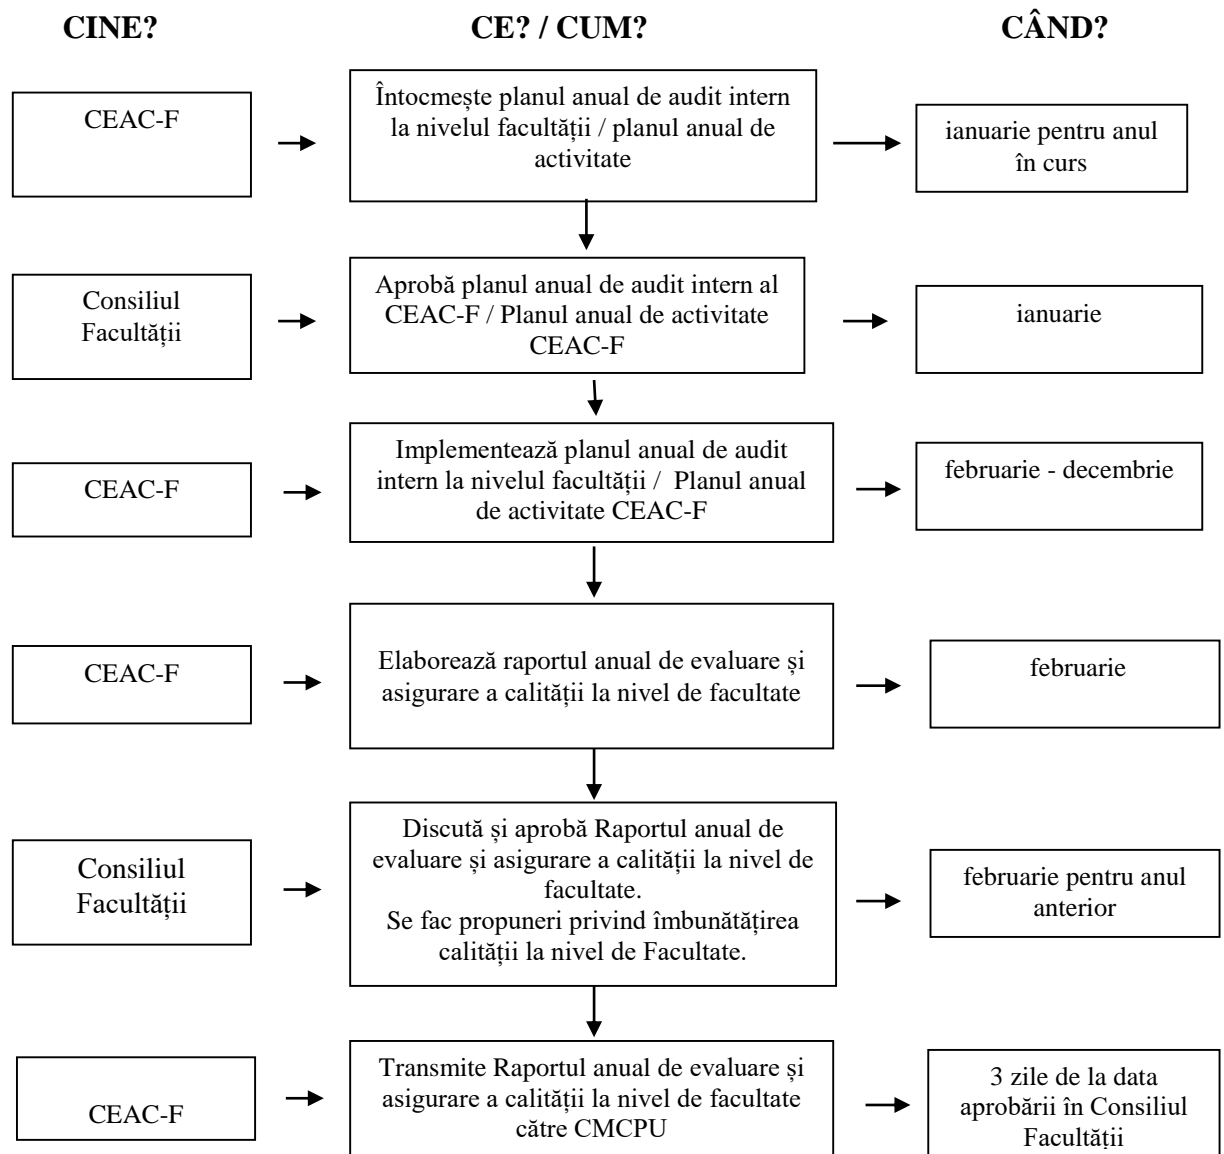 CINE?
CE? / CUM?
CÂND?
CEAC-F
Întocmește planul anual de audit intern
la nivelul facultății / planul anual de
activitate
ianuarie pentru anul
în curs
Consiliul
Facultății
Aprobă planul anual de audit intern al
CEAC-F / Planul anual de activitate
CEAC-F
ianuarie
CEAC-F
Implementează planul anual de audit
intern la nivelul facultății / Planul anual
de activitate CEAC-F
februarie - decembrie
CEAC-F
Elaborează raportul anual de evaluare și
asigurare a calității la nivel de facultate
februarie
Consiliul
Facultății
Discută și aprobă Raportul anual de
evaluare și asigurare a calității la nivel de
facultate.
Se fac propuneri privind îmbunătățirea
calității la nivel de Facultate.
februarie pentru anul
anterior
CEAC-F
Transmite Raportul anual de evaluare și
asigurare a calității la nivel de facultate
către CMCPU
3 zile de la data
aprobării în Consiliul
Facultății